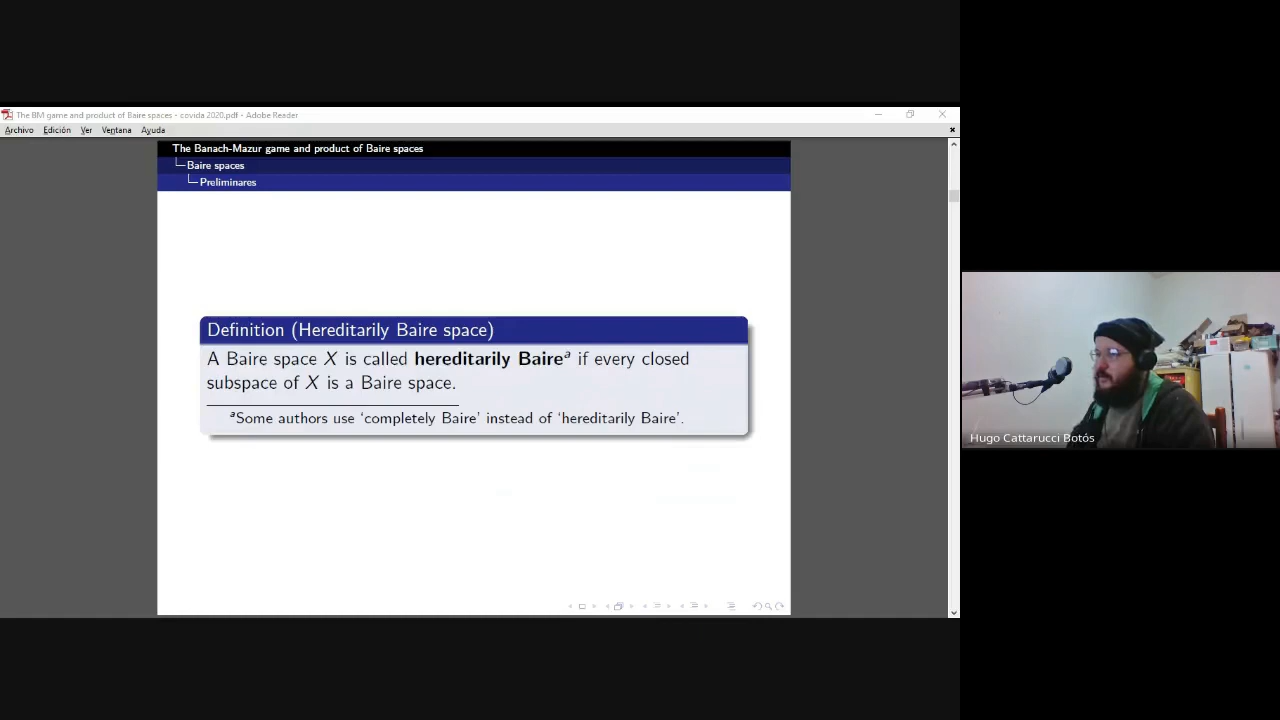 The BM game and product of Baire spaces - covida 2020.pdf - Adobe Reader
Archivo Edición Ver Ventana Ayuda
The Banach-Mazur game and product of Baire spaces
Baire spaces
Preliminares
Definition (Hereditarily Baire space)
A Baire space X is called hereditarily Baireᵃ if every closed
subspace of X is a Baire space.
ᵃSome authors use ‘completely Baire’ instead of ‘hereditarily Baire’.
Hugo Cattarucci Botós